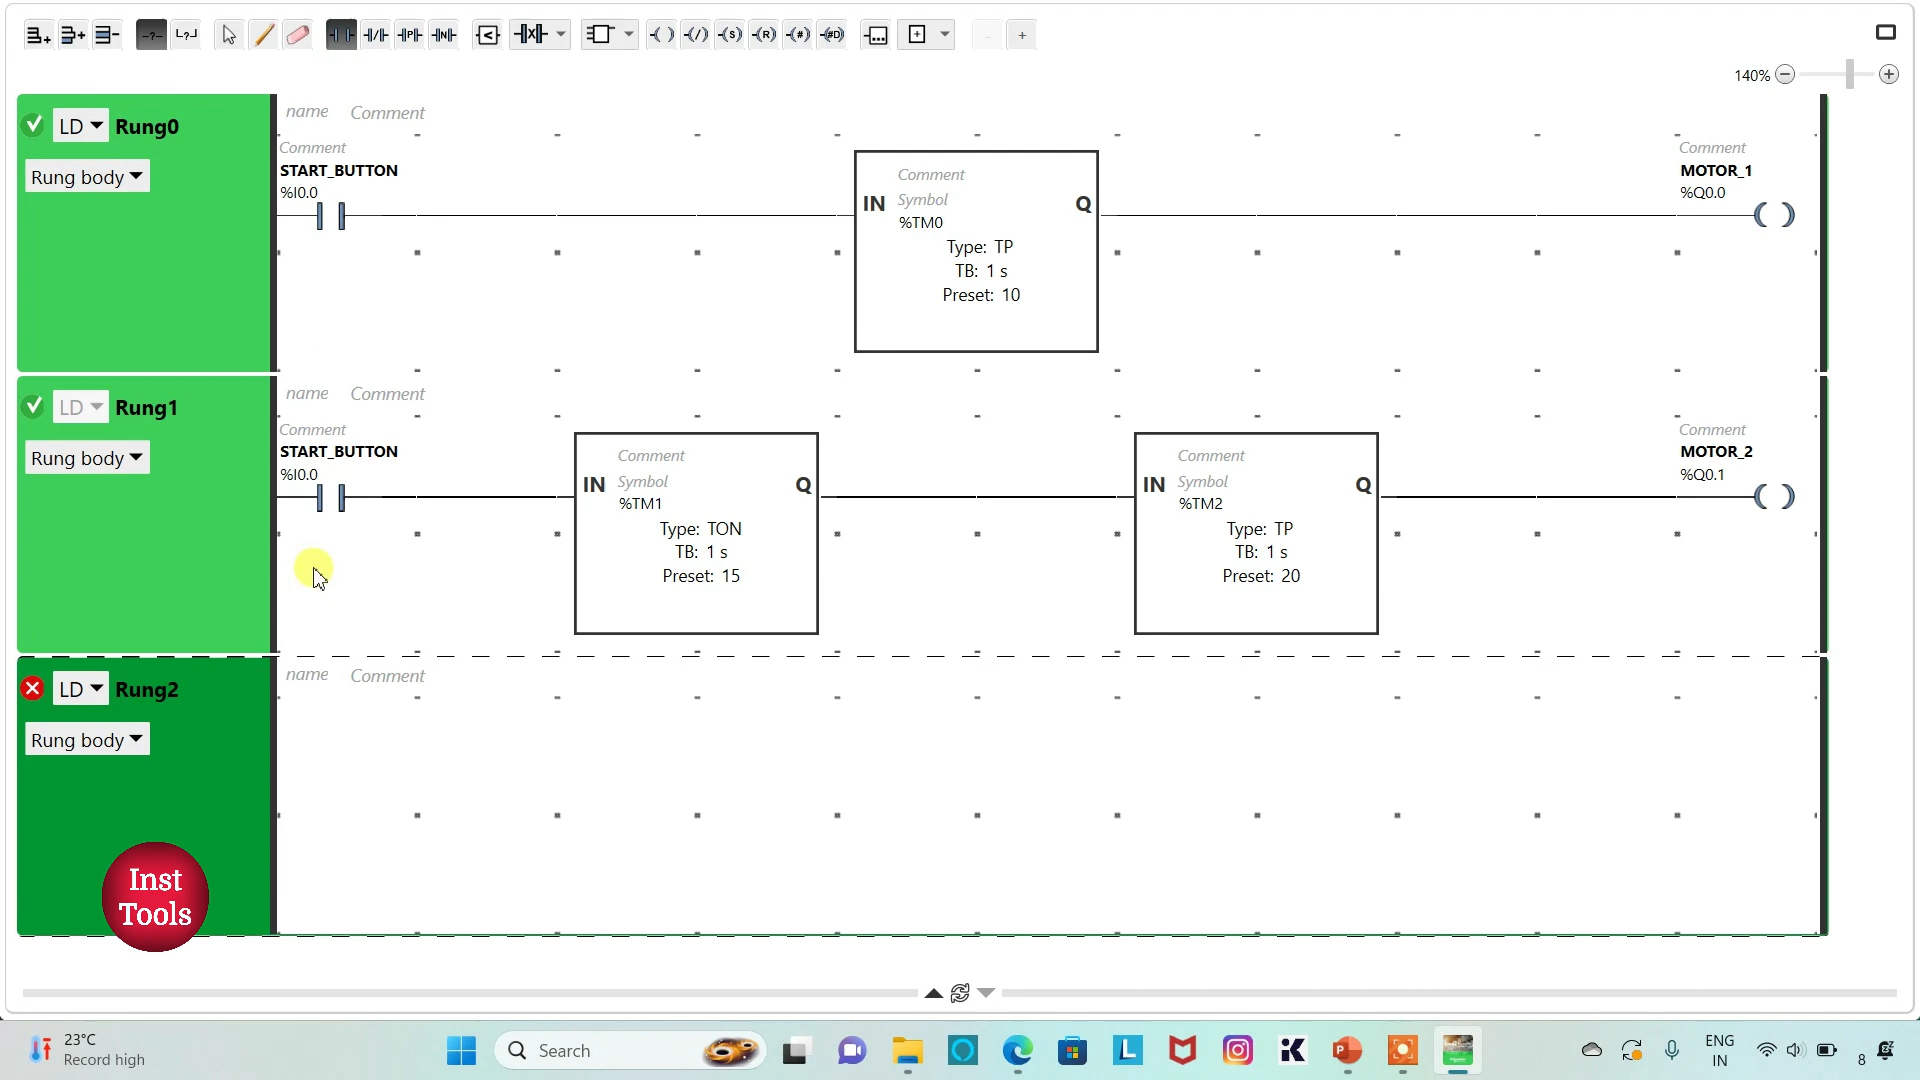 140%
LD Rung0
Rung body
name Comment
Comment
START_BUTTON
%I0.0
Comment
Symbol
IN Q
%TM0
Type: TP
TB: 1 s
Preset: 10
Comment
MOTOR_1
%Q0.0
LD Rung1
Rung body
name Comment
Comment
START_BUTTON
%I0.0
Comment
Symbol
IN Q
%TM1
Type: TON
TB: 1 s
Preset: 15
Comment
Symbol
IN Q
%TM2
Type: TP
TB: 1 s
Preset: 20
Comment
MOTOR_2
%Q0.1
LD Rung2
Rung body
name Comment
Inst
Tools
23°C
Record high
Search
ENG
IN
8